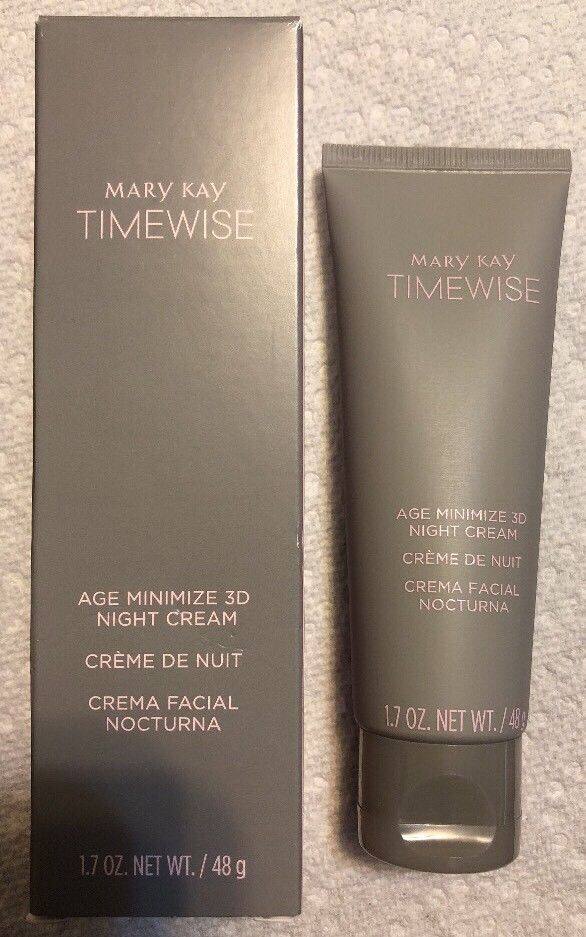 MARY KAY
TIMEWISE
AGE MINIMIZE 3D
NIGHT CREAM
CRÈME DE NUIT
CREMA FACIAL
NOCTURNA
1.7 OZ. NET WT. / 48 g
MARY KAY
TIMEWISE
AGE MINIMIZE 3D
NIGHT CREAM
CRÈME DE NUIT
CREMA FACIAL
NOCTURNA
1.7 OZ. NET WT. / 48 g